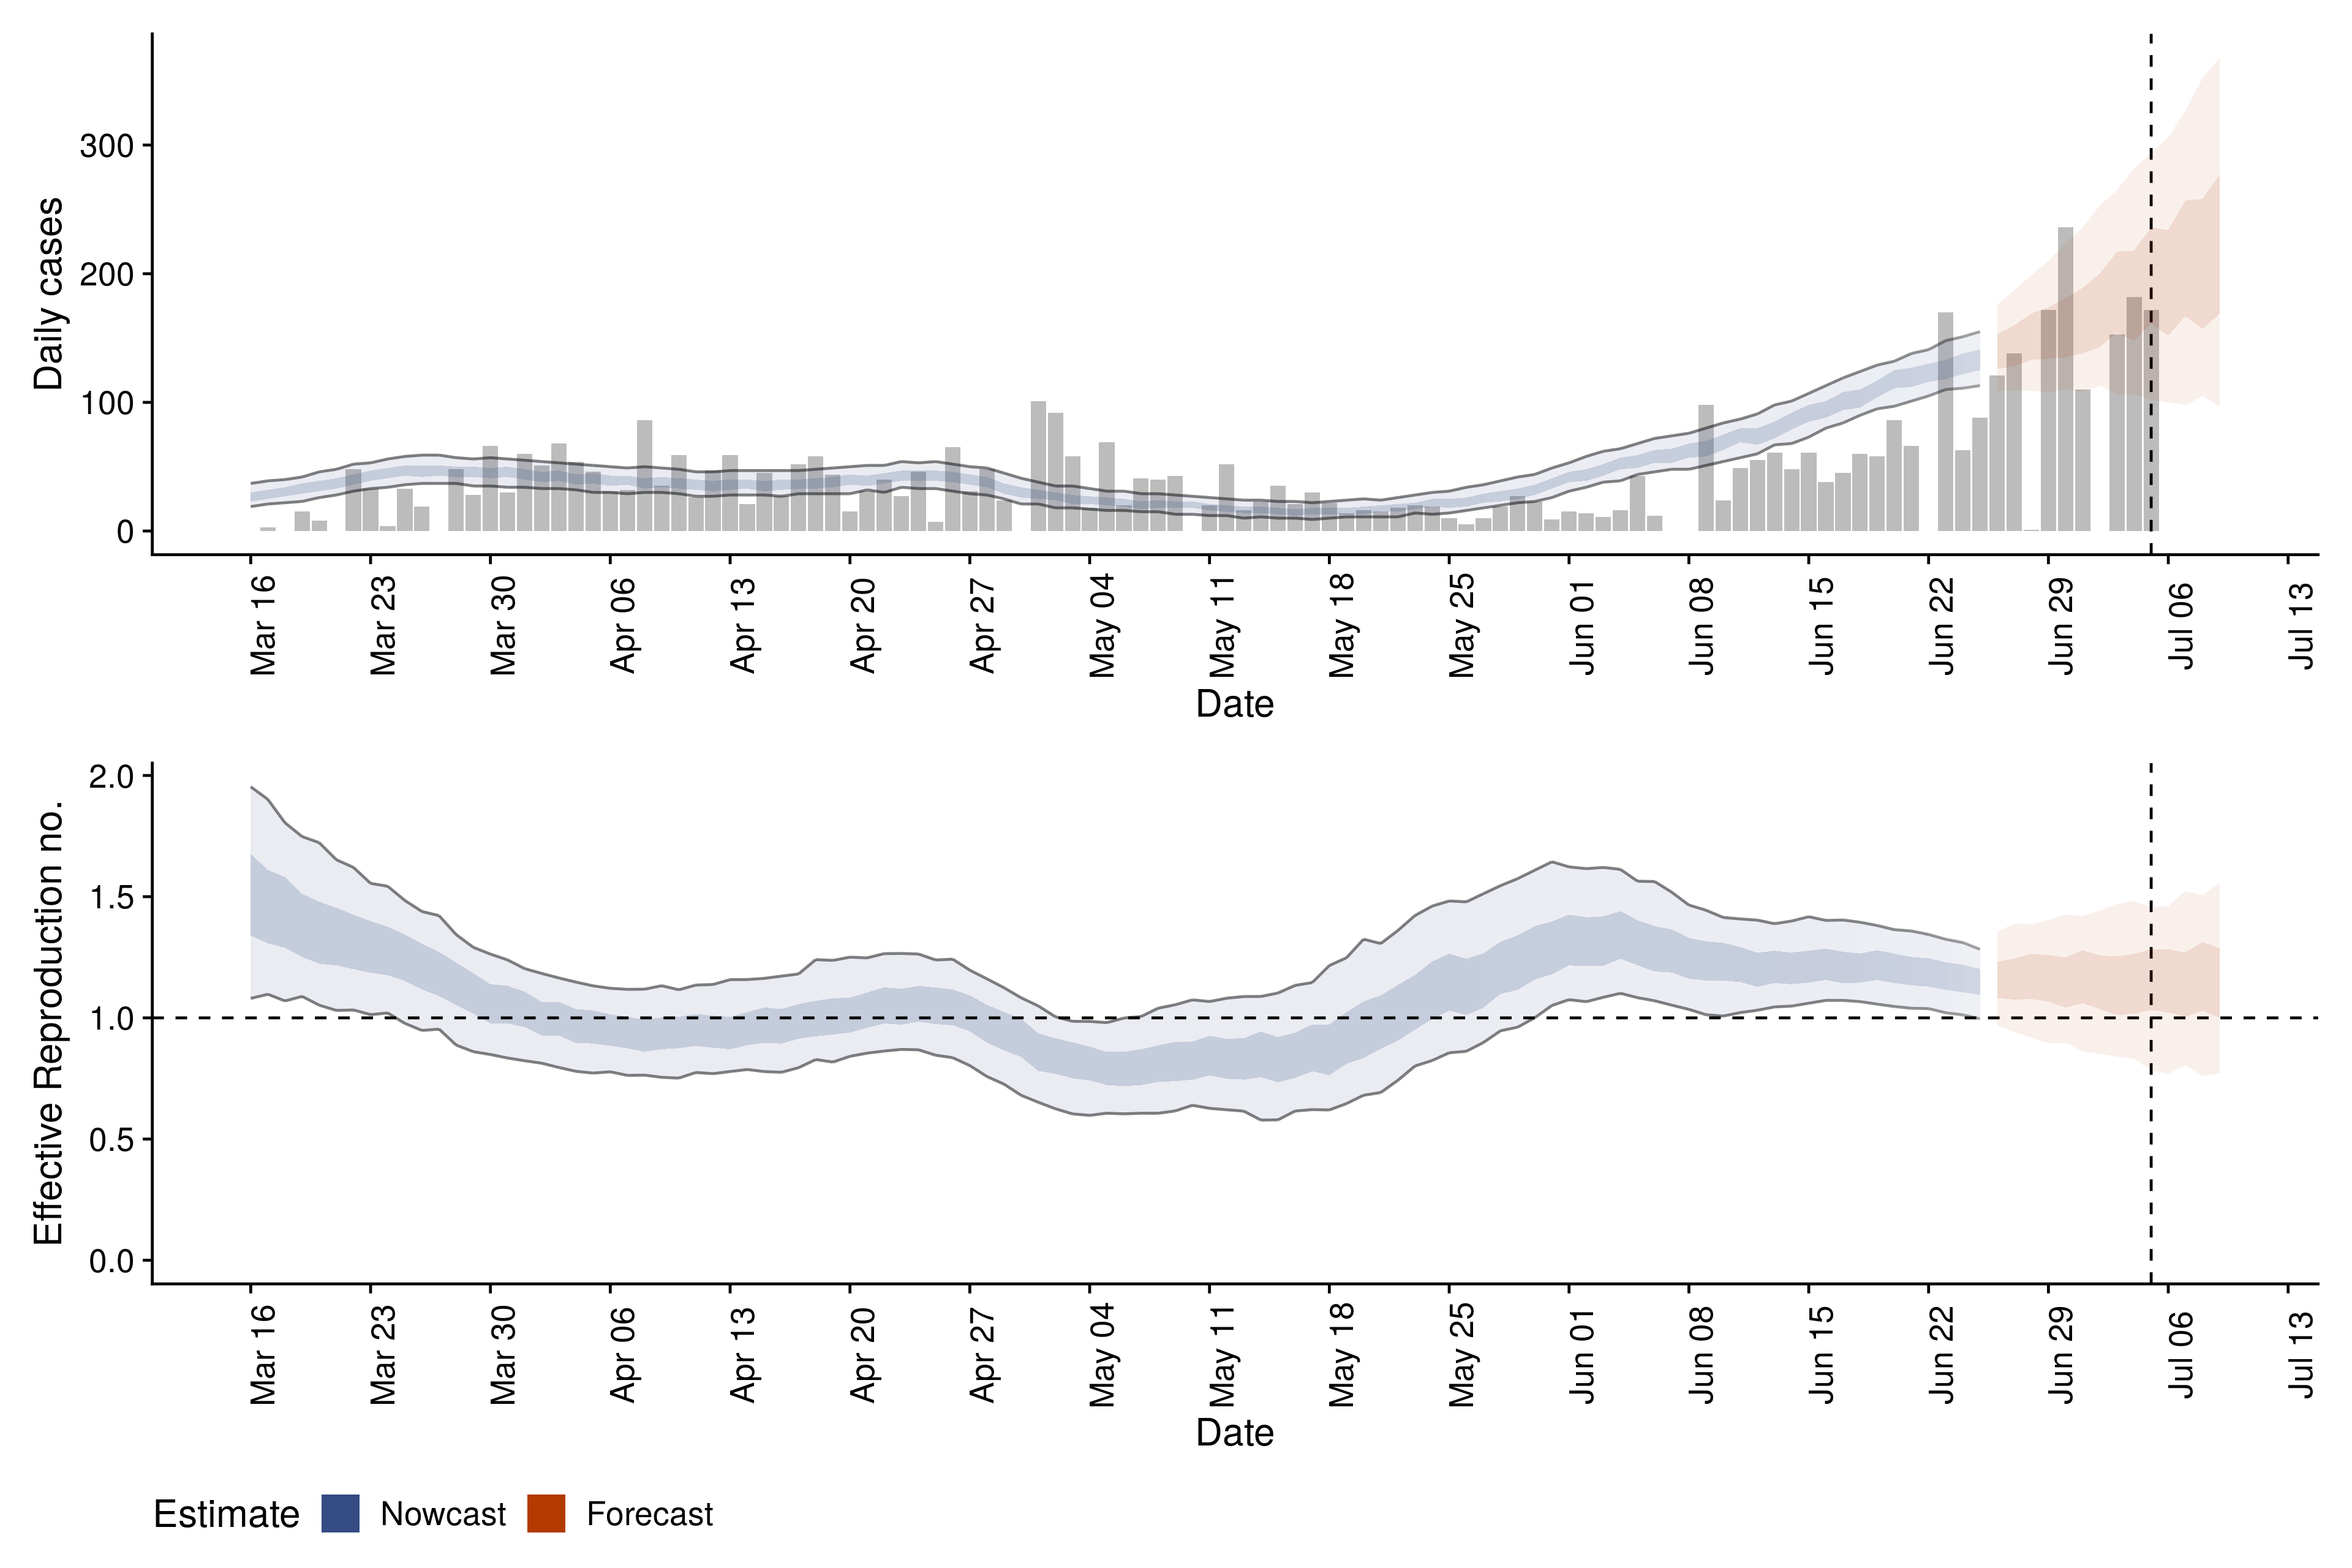 Daily cases
300
200
100
0
Mar 16 Mar 23 Mar 30 Apr 06 Apr 13 Apr 20 Apr 27 May 04 May 11 May 18 May 25 Jun 01 Jun 08 Jun 15 Jun 22 Jun 29 Jul 06 Jul 13
Date
Effective Reproduction no.
2.0
1.5
1.0
0.5
0.0
Mar 16 Mar 23 Mar 30 Apr 06 Apr 13 Apr 20 Apr 27 May 04 May 11 May 18 May 25 Jun 01 Jun 08 Jun 15 Jun 22 Jun 29 Jul 06 Jul 13
Date
Estimate Nowcast Forecast